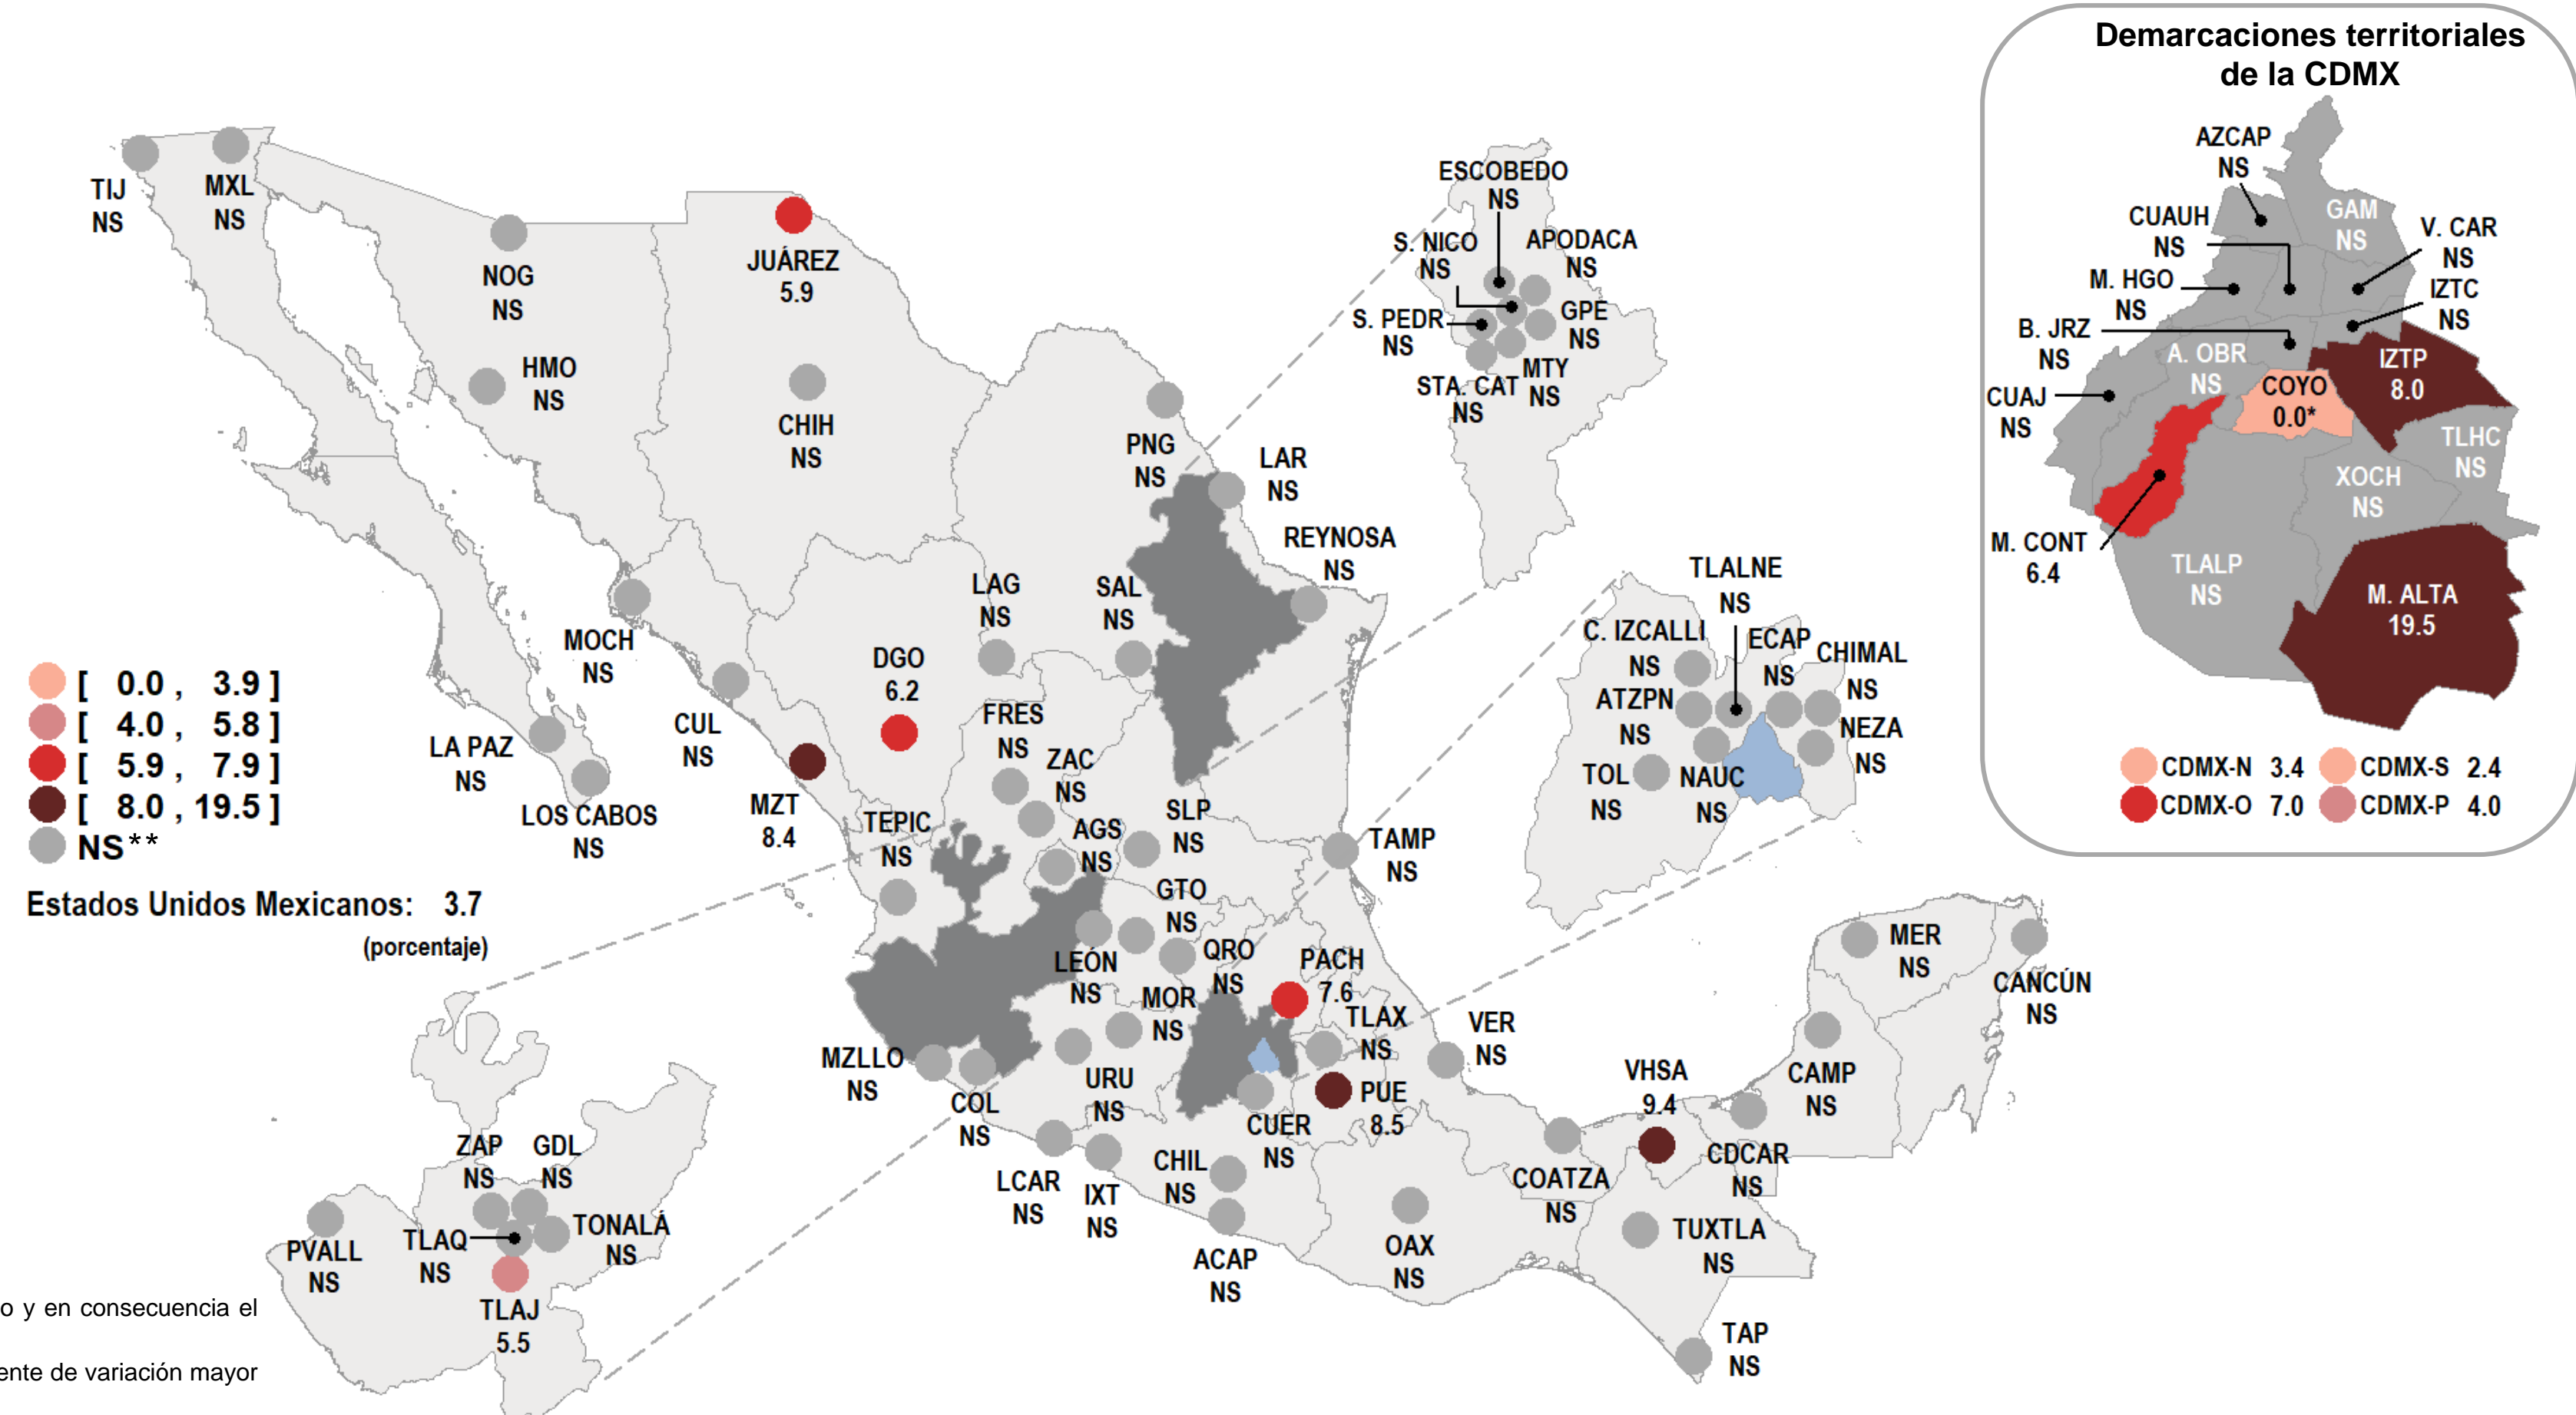 Demarcaciones territoriales
de la CDMX
AZCAP
NS
CUAUH
NS
GAM
NS
V. CAR
NS
M. HGO
NS
IZTC
NS
B. JRZ
NS
A. OBR
NS
IZTP
8.0
COYO
0.0*
CUAJ
NS
TLHC
NS
XOCH
NS
M. CONT
6.4
TLALP
NS
M. ALTA
19.5
CDMX-N 3.4
CDMX-S 2.4
CDMX-O 7.0
CDMX-P 4.0
TIJ
NS
MXL
NS
NOG
NS
HMO
NS
JUÁREZ
5.9
CHIH
NS
ESCOBEDO
NS
S. NICO
NS
APODACA
NS
S. PEDR
NS
GPE
NS
MTY
NS
STA. CAT
NS
PNG
NS
LAR
NS
REYNOSA
NS
LAG
NS
SAL
NS
MOCH
NS
CUL
NS
DGO
6.2
FRES
NS
ZAC
NS
LA PAZ
NS
LOS CABOS
NS
MZT
8.4
TEPIC
NS
AGS
NS
SLP
NS
TAMP
NS
GTO
NS
LEÓN
NS
QRO
NS
PACH
7.6
MOR
NS
TLAX
NS
VER
NS
MZLLO
NS
COL
NS
URU
NS
CUER
NS
PUE
8.5
LCAR
NS
IXT
NS
CHIL
NS
ACAP
NS
OAX
NS
COATZA
NS
VHSA
9.4
CDCAR
NS
CAMP
NS
MER
NS
CANCÚN
NS
TUXTLA
NS
TAP
NS
TLALNE
NS
C. IZCALLI
NS
ECAP
NS
CHIMAL
NS
ATZPN
NS
NEZA
NS
TOL
NS
NAUC
NS
[ 0.0 , 3.9 ]
[ 4.0 , 5.8 ]
[ 5.9 , 7.9 ]
[ 8.0 , 19.5 ]
NS**
Estados Unidos Mexicanos: 3.7
(porcentaje)
ZAP
NS
GDL
NS
TONALÁ
NS
TLAQ
NS
PVALL
NS
TLAJ
5.5
o y en consecuencia el
ente de variación mayor